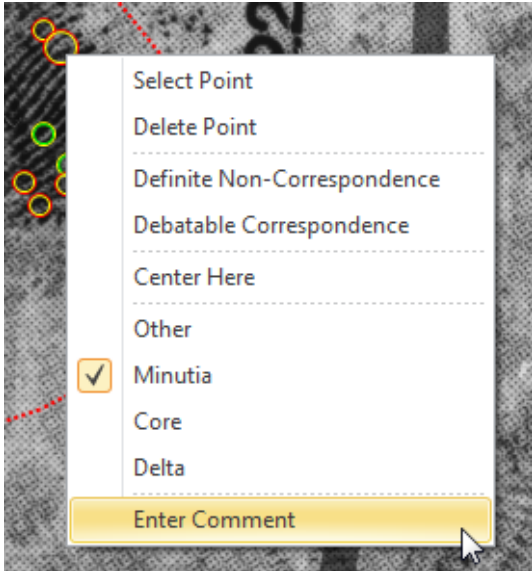 Select Point
Delete Point
Definite Non-Correspondence
Debatable Correspondence
Center Here
Other
Minutia
Core
Delta
Enter Comment